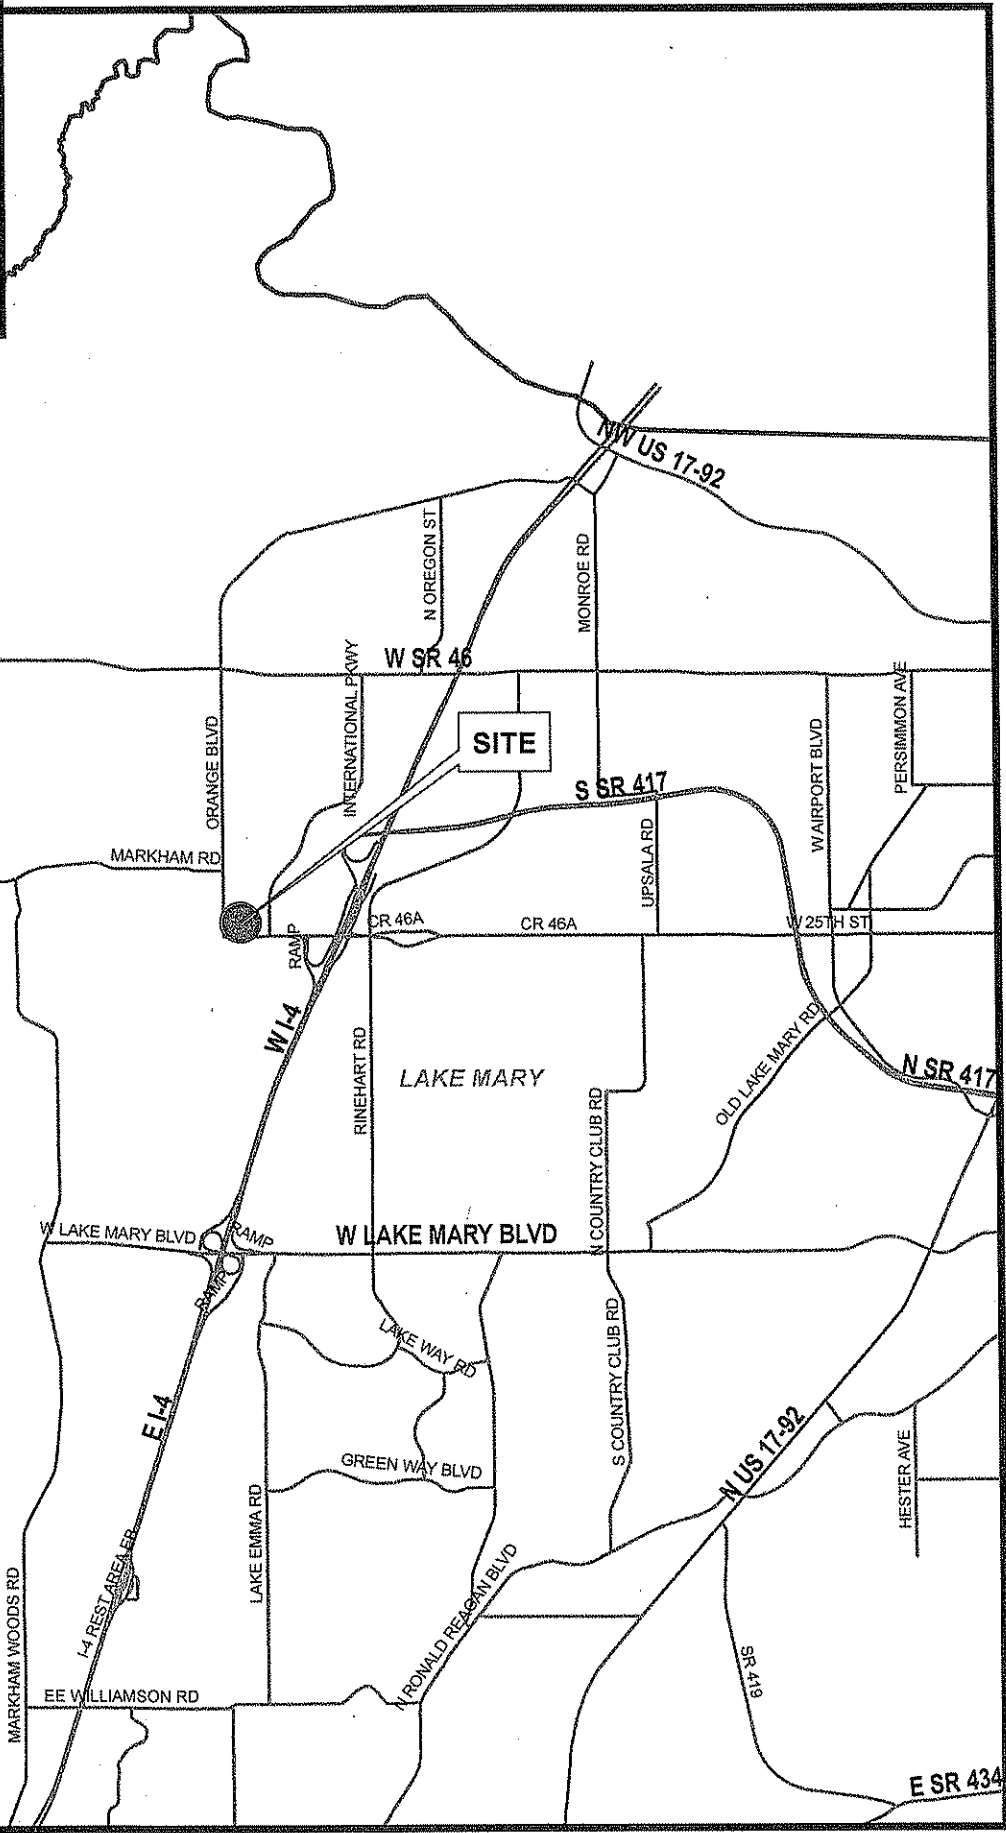 NW US 17-92
N OREGON ST
MONROE RD
W SR 46
INTERNATIONAL PKWY
PERSIMMON AVE
ORANGE BLVD
SITE
W AIRPORT BLVD
S SR 417
UPSALA RD
MARKHAM RD
CR 46A
CR 46A
W 25TH ST
RAMP
W I-4
RINEHART RD
LAKE MARY
OLD LAKE MARY RD
N SR 417
N COUNTRY CLUB RD
W LAKE MARY BLVD
RAMP
W LAKE MARY BLVD
RAMP
LAKE WAY RD
S COUNTRY CLUB RD
E I-4
N US 17-92
GREEN WAY BLVD
HESTER AVE
LAKE EMMA RD
I-4 REST AREA EB
N RONALD REAGAN BLVD
MARKHAM WOODS RD
SR 419
EE WILLIAMSON RD
E SR 434